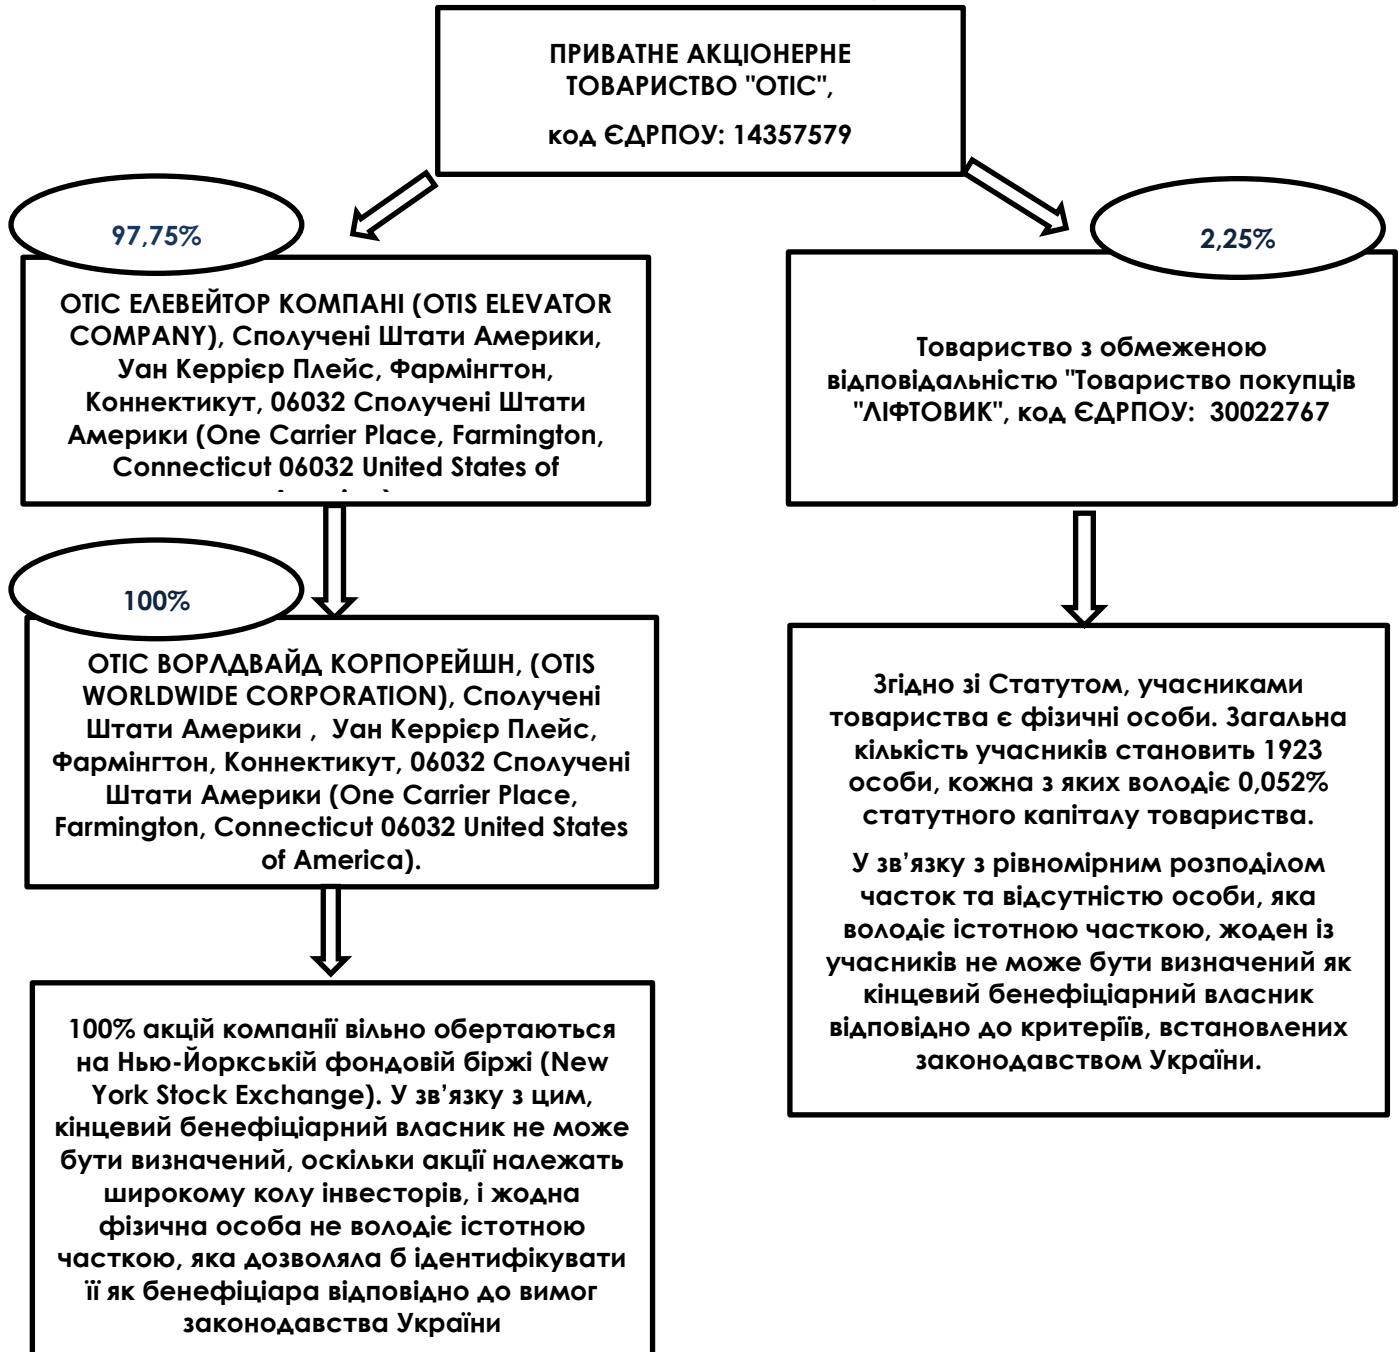 ПРИВАТНЕ АКЦІОНЕРНЕ
ТОВАРИСТВО "ОТІС",
код ЄДРПОУ: 14357579
97,75%
ОТІС ЕЛЕВЕЙТОР КОМПАНІ (OTIS ELEVATOR
COMPANY), Сполучені Штати Америки,
Уан Керрієр Плейс, Фармінгтон,
Коннектикут, 06032 Сполучені Штати
Америки (One Carrier Place, Farmington,
Connecticut 06032 United States of
100%
ОТІС ВОРЛДВАЙД КОРПОРЕЙШН, (OTIS
WORLDWIDE CORPORATION), Сполучені
Штати Америки , Уан Керрієр Плейс,
Фармінгтон, Коннектикут, 06032 Сполучені
Штати Америки (One Carrier Place,
Farmington, Connecticut 06032 United States
of America).
100% акцій компанії вільно обертаються
на Нью-Йоркській фондовій біржі (New
York Stock Exchange). У зв’язку з цим,
кінцевий бенефіціарний власник не може
бути визначений, оскільки акції належать
широкому колу інвесторів, і жодна
фізична особа не володіє істотною
часткою, яка дозволяла б ідентифікувати
її як бенефіціара відповідно до вимог
законодавства України
2,25%
Товариство з обмеженою
відповідальністю "Товариство покупців
"ЛІФТОВИК", код ЄДРПОУ: 30022767
Згідно зі Статутом, учасниками
товариства є фізичні особи. Загальна
кількість учасників становить 1923
особи, кожна з яких володіє 0,052%
статутного капіталу товариства.
У зв’язку з рівномірним розподілом
часток та відсутністю особи, яка
володіє істотною часткою, жоден із
учасників не може бути визначений як
кінцевий бенефіціарний власник
відповідно до критеріїв, встановлених
законодавством України.